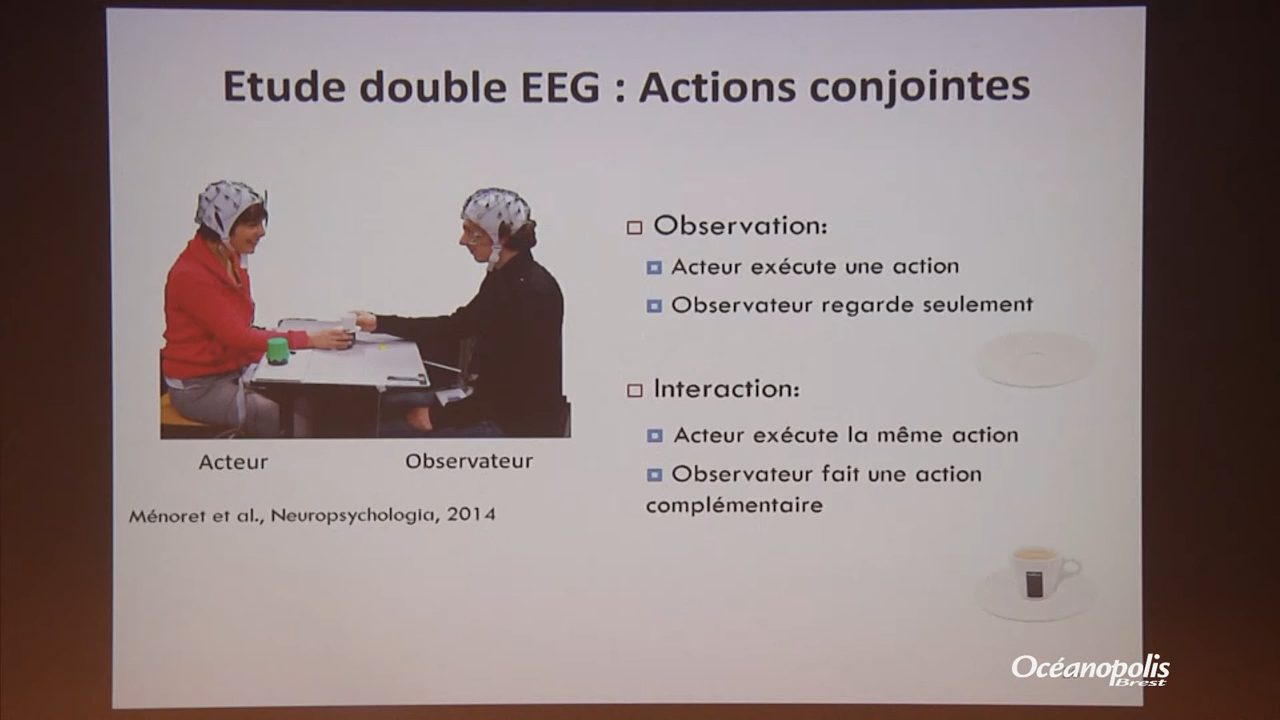 Etude double EEG : Actions conjointes
Observation:
Acteur exécute une action
Observateur regarde seulement
Interaction:
Acteur exécute la même action
Observateur fait une action
complémentaire
Acteur
Observateur
Ménoret et al., Neuropsychologia, 2014
Océanopolis
Brest